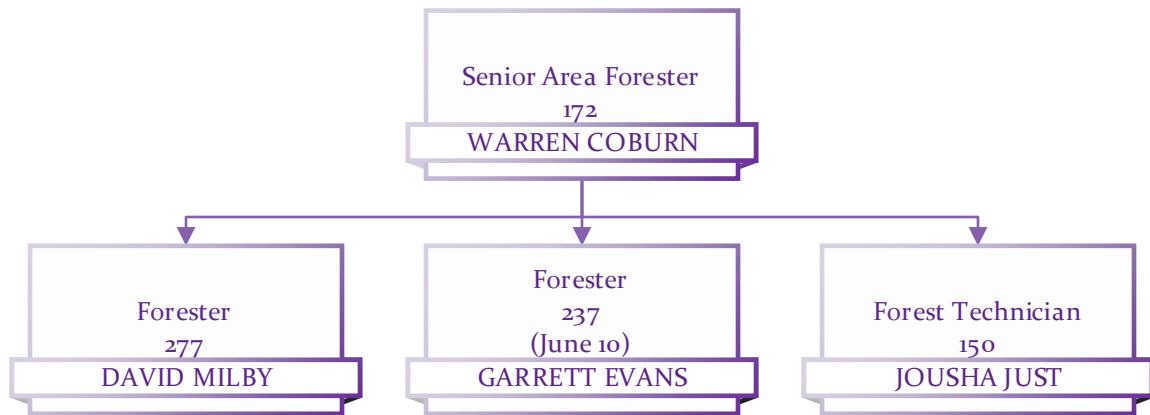 Senior Area Forester
172
WARREN COBURN
Forester
277
DAVID MILBY
Forester
237
(June 10)
GARRETT EVANS
Forest Technician
150
JOUSHA JUST